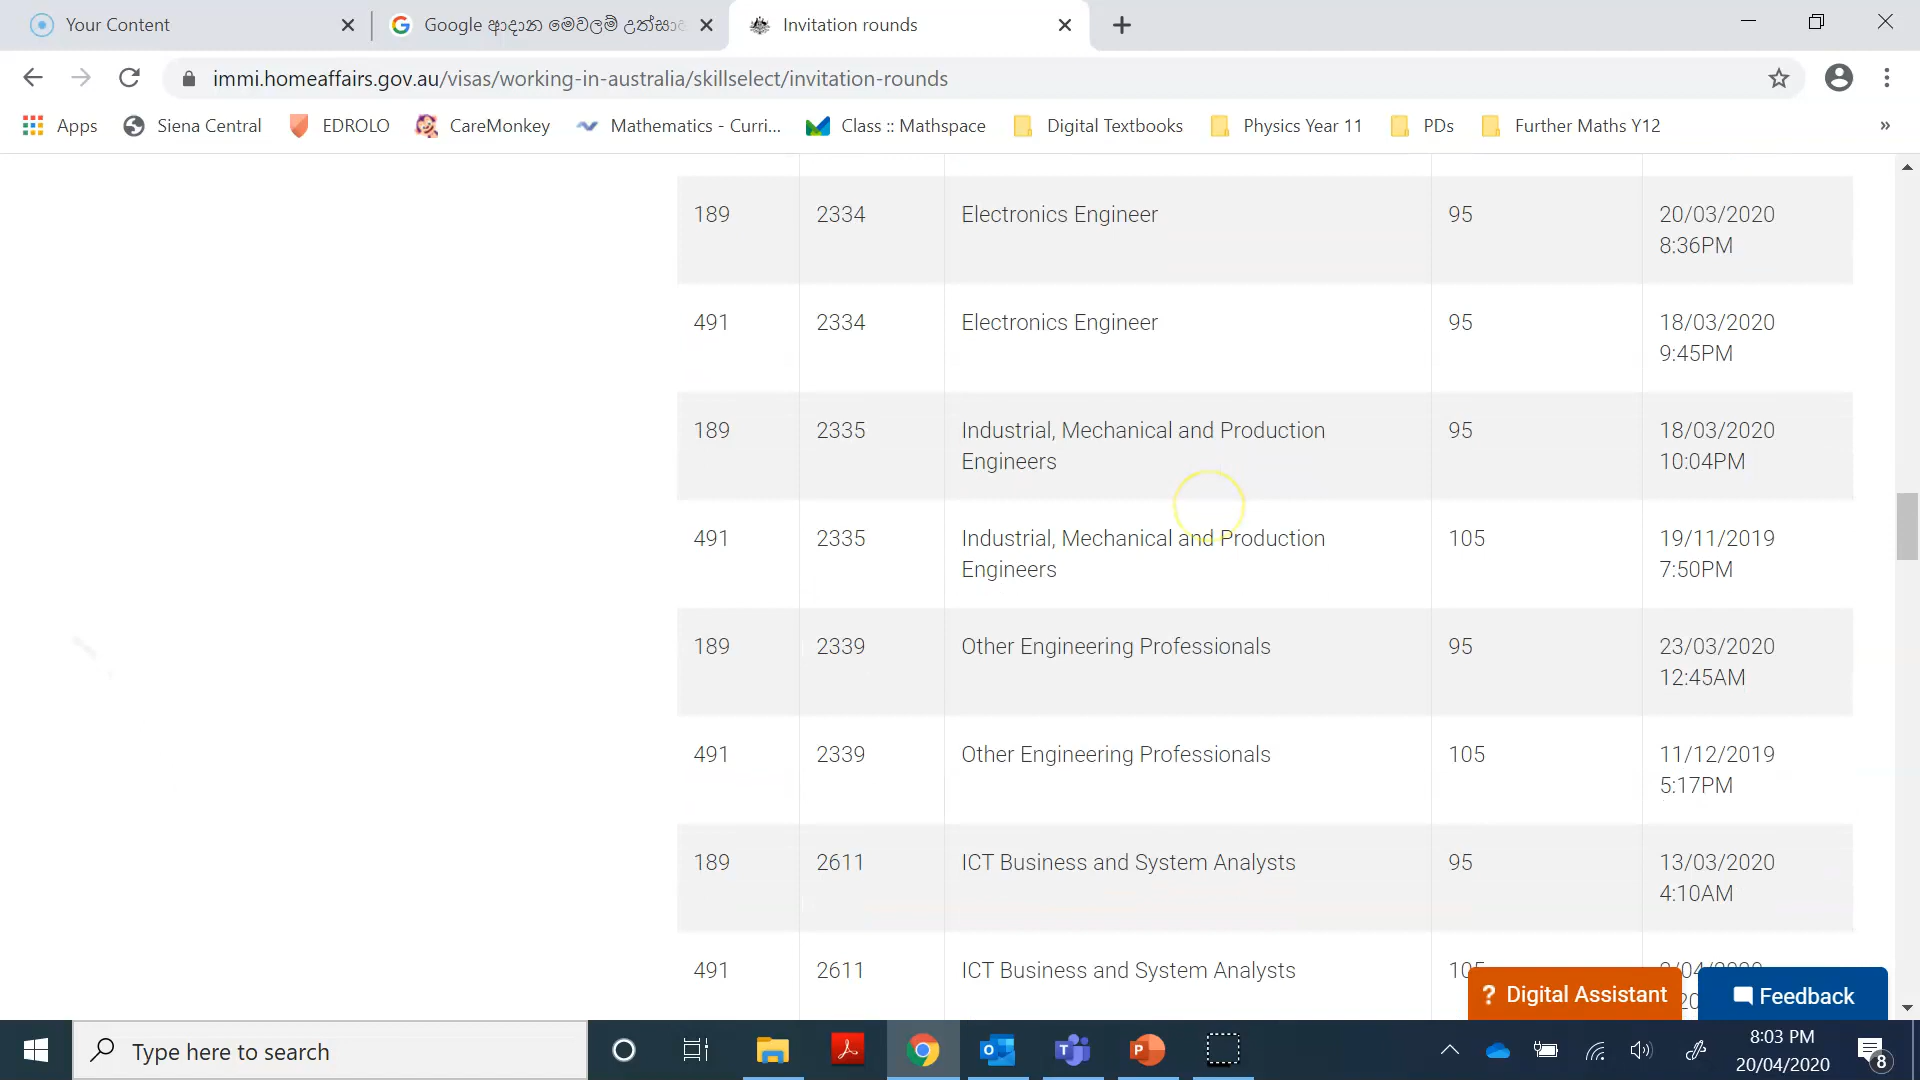 Your Content
Google ආදාන මෙවලම්
Invitation rounds
immi.homeaffairs.gov.au/visas/working-in-australia/skillselect/invitation-rounds
Apps
Siena Central
EDROLO
CareMonkey
Mathematics - Curri...
Class :: Mathspace
Digital Textbooks
Physics Year 11
PDs
Further Maths Y12
»
189 2334 Electronics Engineer 95 20/03/2020
8:36PM
491 2334 Electronics Engineer 95 18/03/2020
9:45PM
189 2335 Industrial, Mechanical and Production 95 18/03/2020
Engineers 10:04PM
491 2335 Industrial, Mechanical and Production 105 19/11/2019
Engineers 7:50PM
189 2339 Other Engineering Professionals 95 23/03/2020
12:45AM
491 2339 Other Engineering Professionals 105 11/12/2019
5:17PM
189 2611 ICT Business and System Analysts 95 13/03/2020
4:10AM
491 2611 ICT Business and System Analysts 105
? Digital Assistant
Feedback
Type here to search
8:03 PM
20/04/2020
8